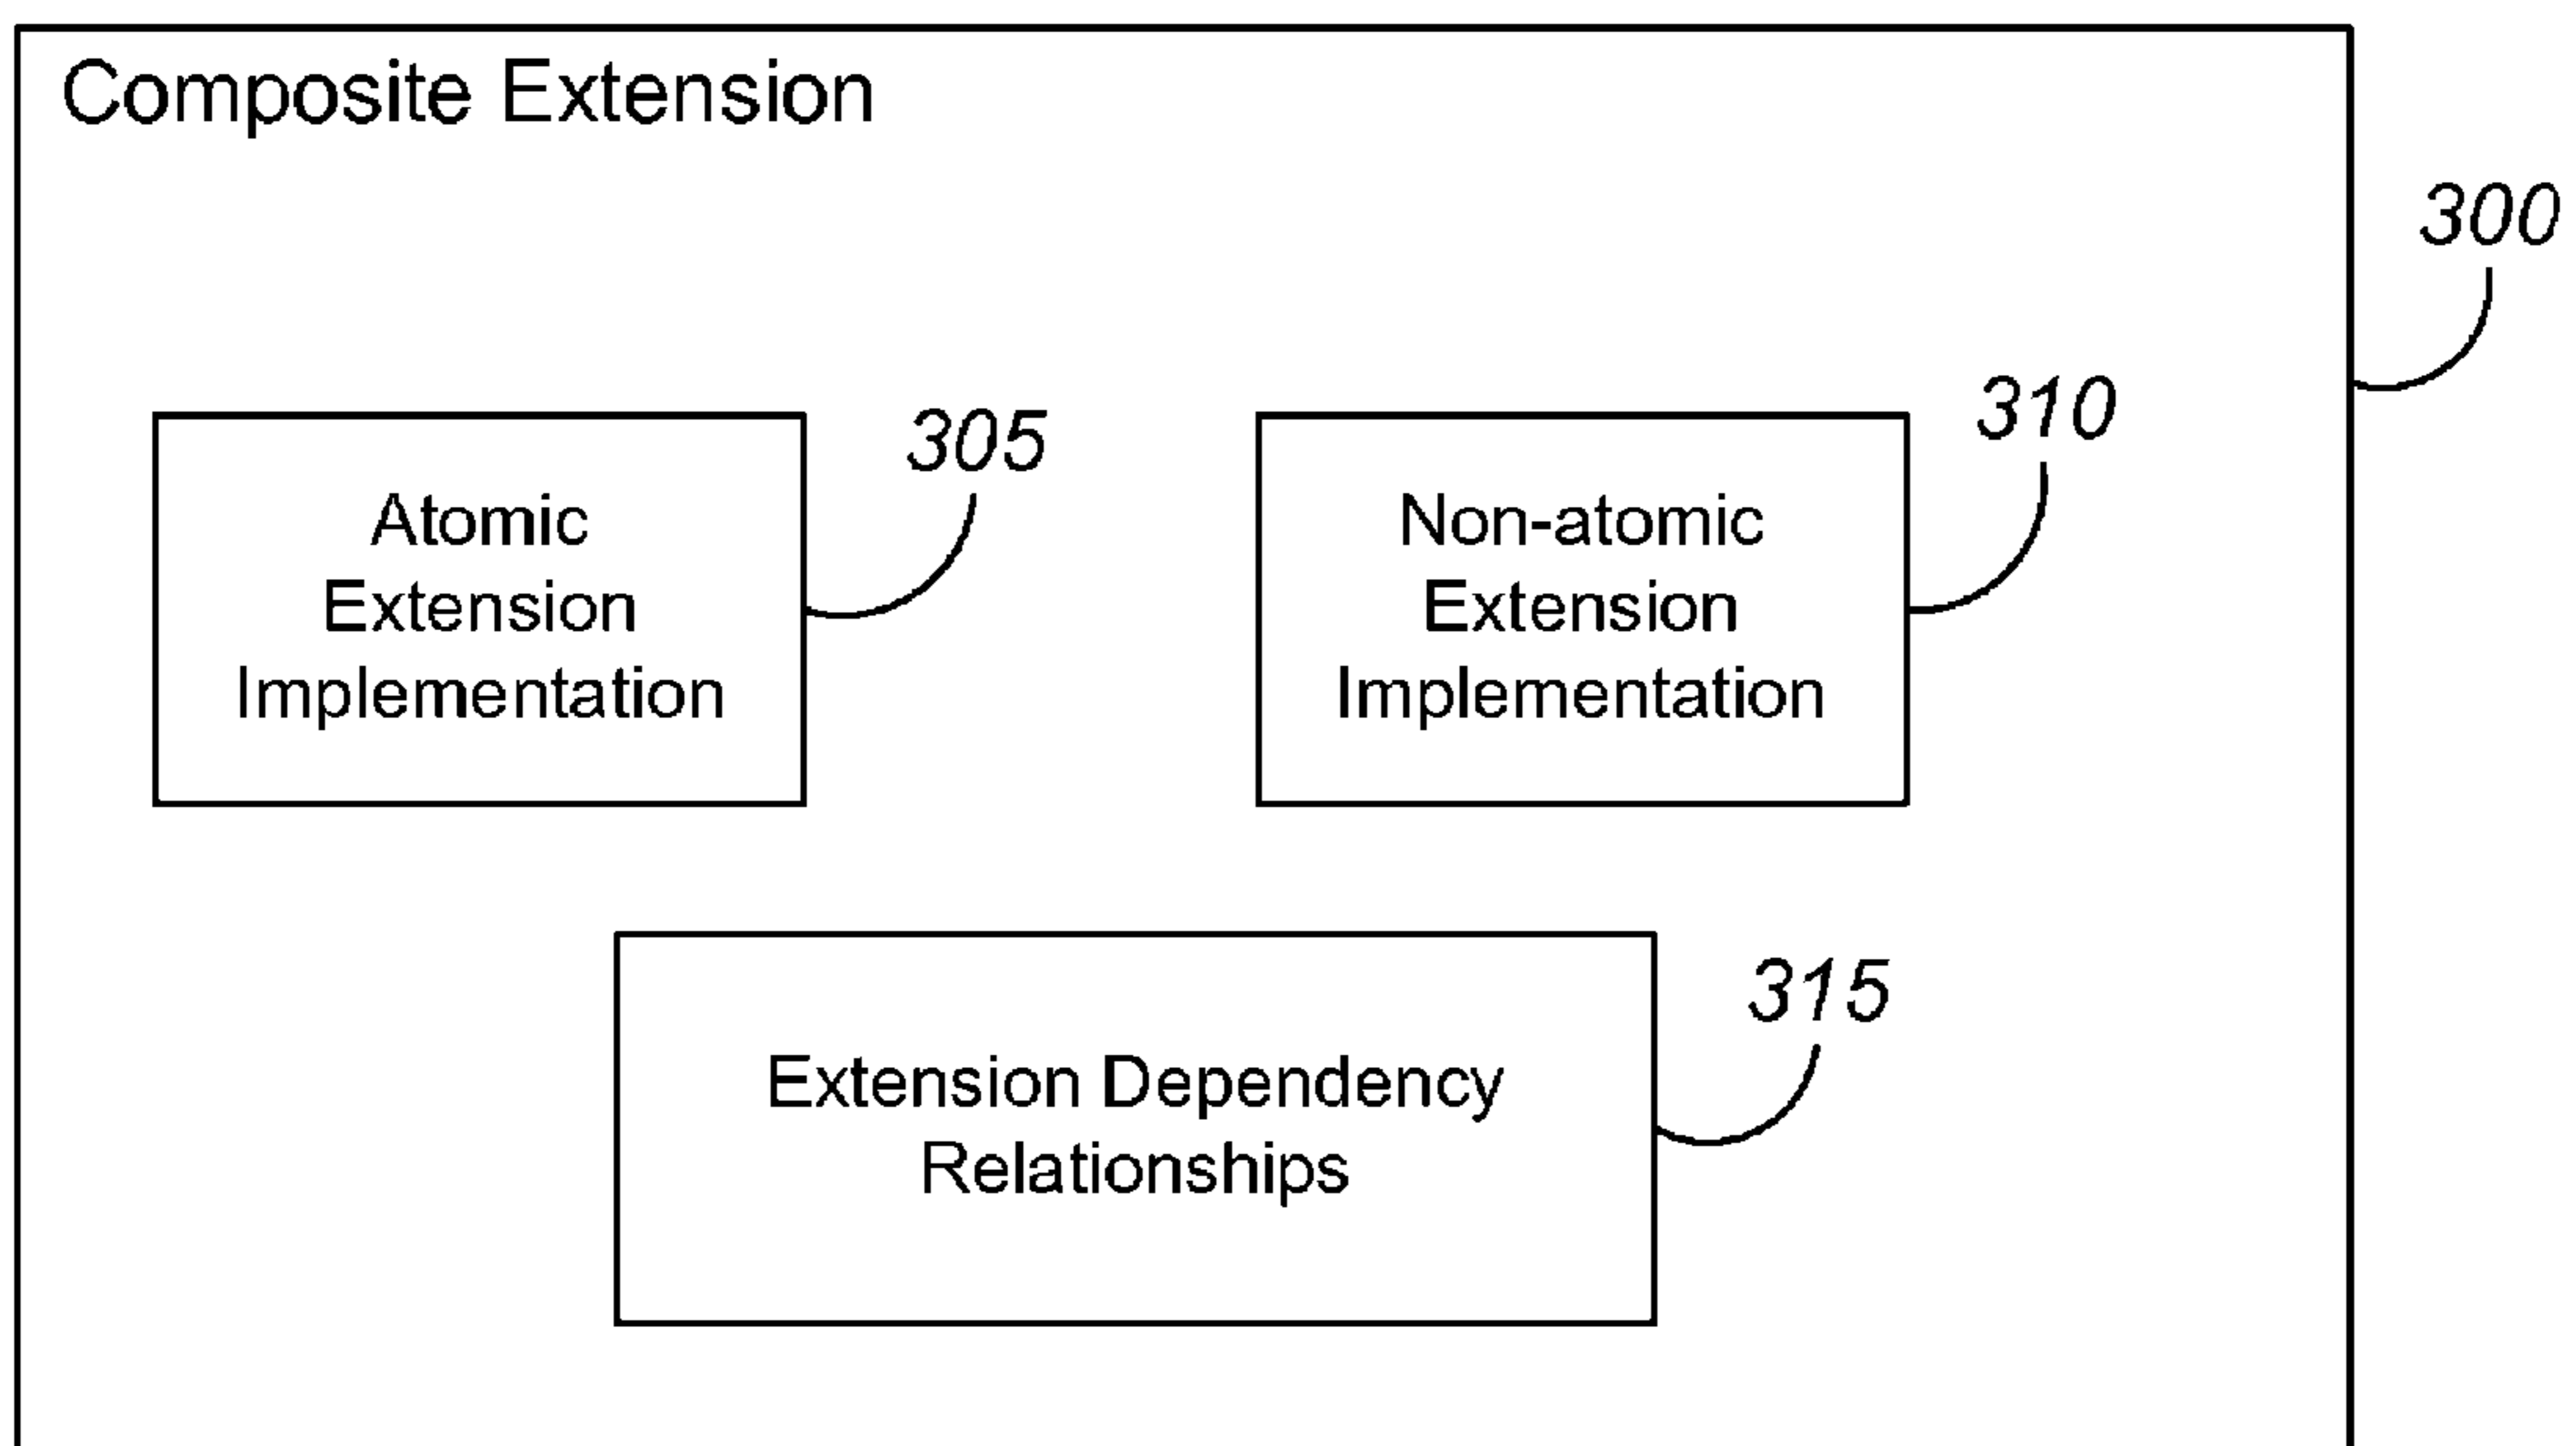 Composite Extension
300
305
310
Atomic
Extension
Implementation
Non-atomic
Extension
Implementation
315
Extension Dependency
Relationships